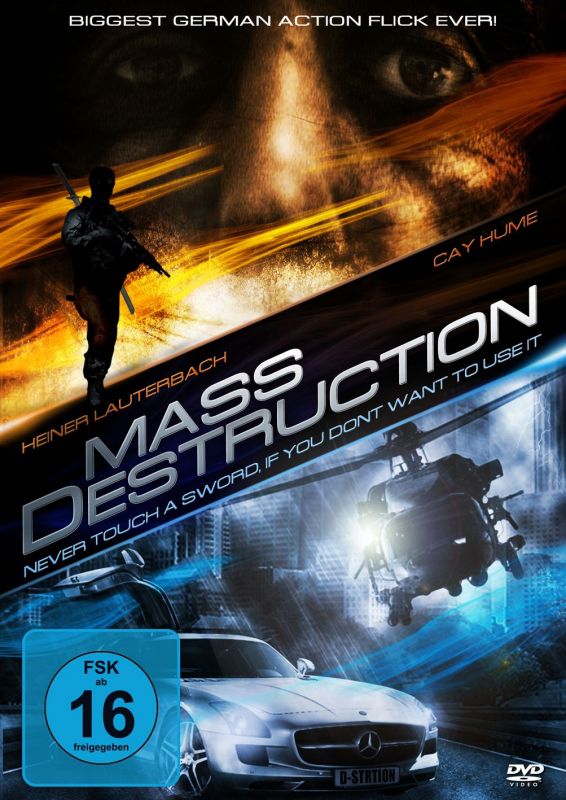 BIGGEST GERMAN ACTION FLICK EVER!
CAY HUME
HEINER LAUTERBACH
MASS
DESTRUCTION
NEVER TOUCH A SWORD, IF YOU DONT WANT TO USE IT
FSK
ab
16
freigegeben
D-STRTION
DVD
VIDEO